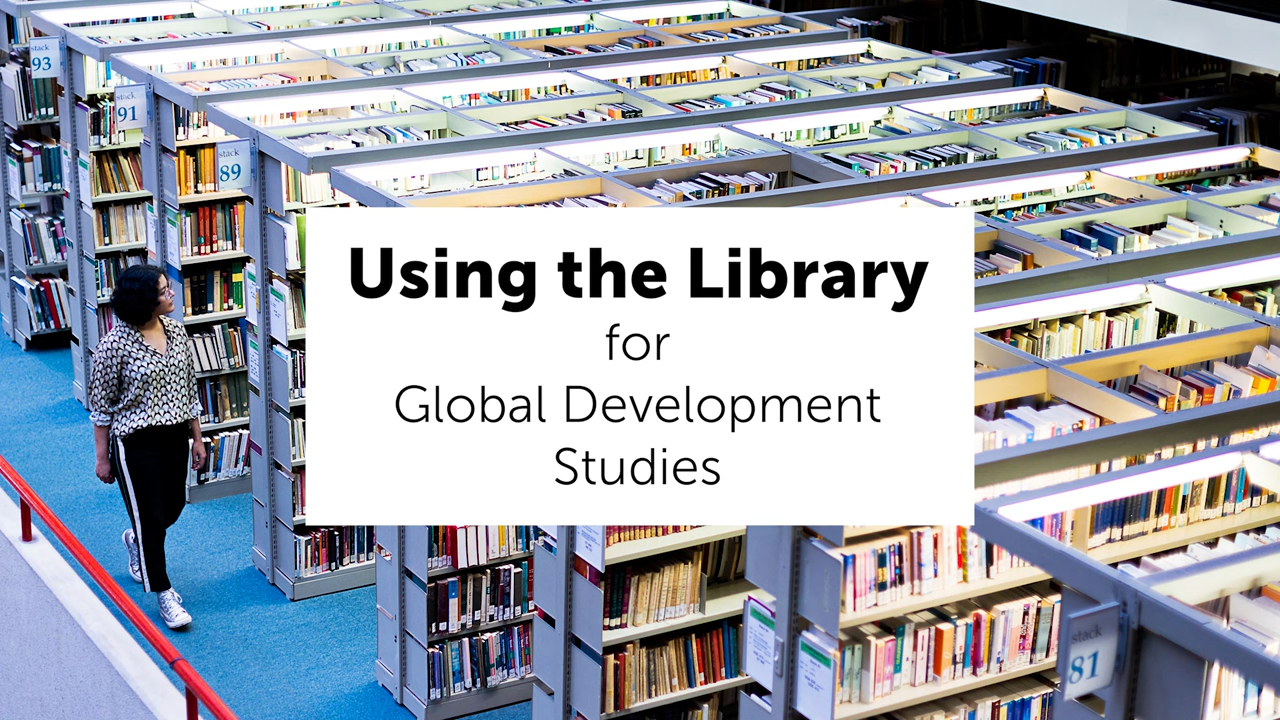 stack
93
stack
91
stack
89
Using the Library
for
Global Development
Studies
stack
81